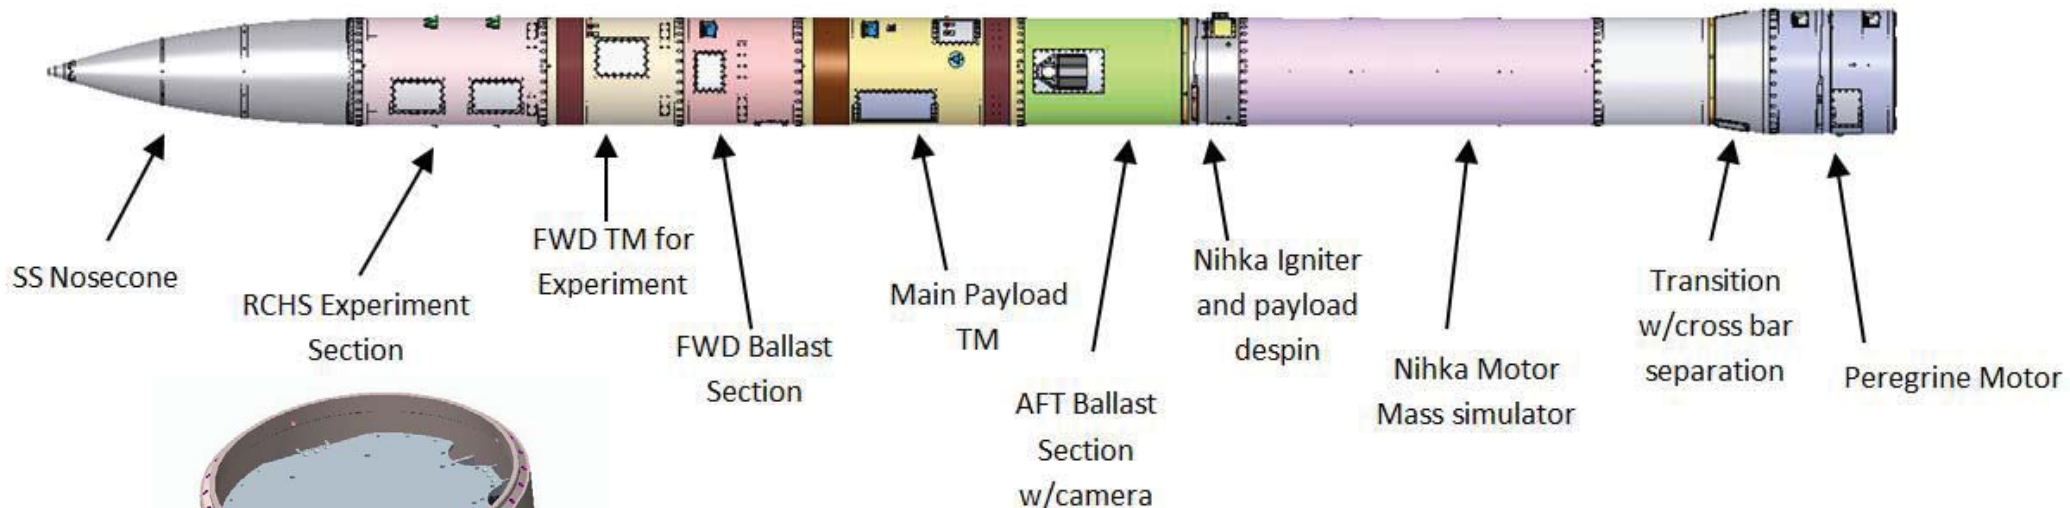 SS Nosecone
RCHS Experiment
Section
FWD TM for
Experiment
FWD Ballast
Section
Main Payload
TM
AFT Ballast
Section
w/camera
Nihka Igniter
and payload
despin
Nihka Motor
Mass simulator
Transition
w/cross bar
separation
Peregrine Motor